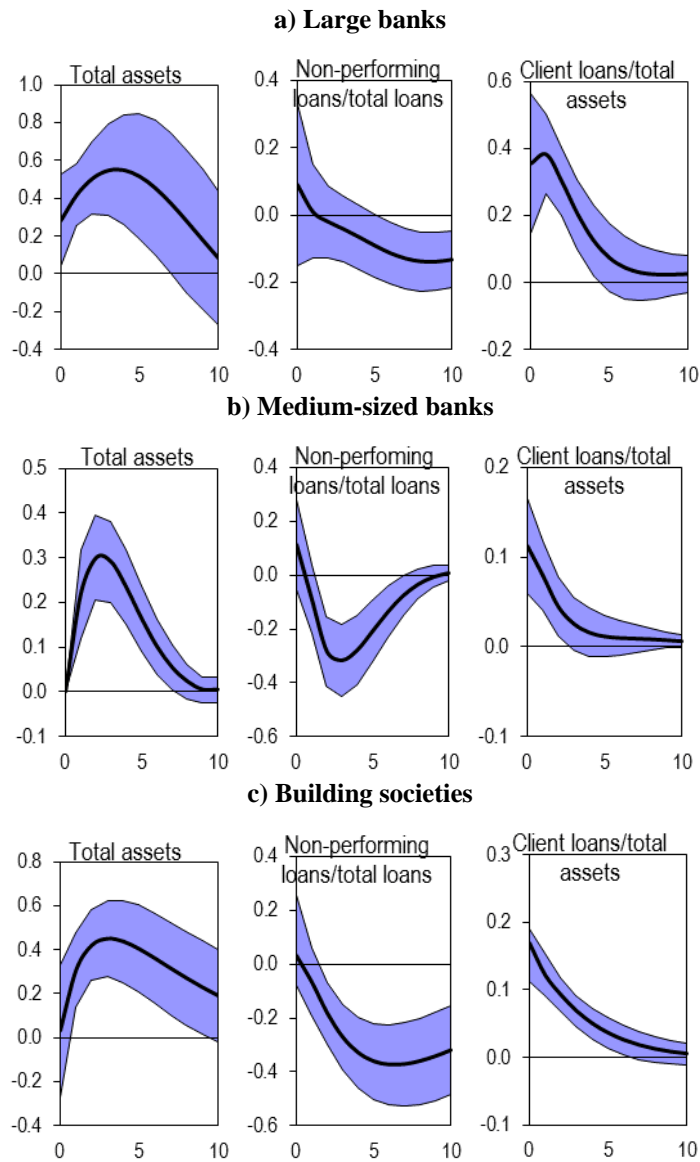 a) Large banks
Total assets
Non-performing
loans/total loans
Client loans/total
assets
1.0
0.8
0.6
0.4
0.2
0.0
-0.2
-0.4
0 5 10
0.4
0.2
0.0
-0.2
-0.4
0 5 10
0.6
0.4
0.2
0.0
-0.2
0 5 10
b) Medium-sized banks
Total assets
Non-perfoming
loans/total loans
Client loans/total
assets
0.5
0.4
0.3
0.2
0.1
0.0
-0.1
0 5 10
0.4
0.2
0.0
-0.2
-0.4
-0.6
0 5 10
0.2
0.1
0.0
-0.1
0 5 10
c) Building societies
Total assets
Non-performing
loans/total loans
Client loans/total
assets
0.8
0.6
0.4
0.2
0.0
-0.2
-0.4
0 5 10
0.4
0.2
0.0
-0.2
-0.4
-0.6
0 5 10
0.3
0.2
0.1
0.0
-0.1
0 5 10